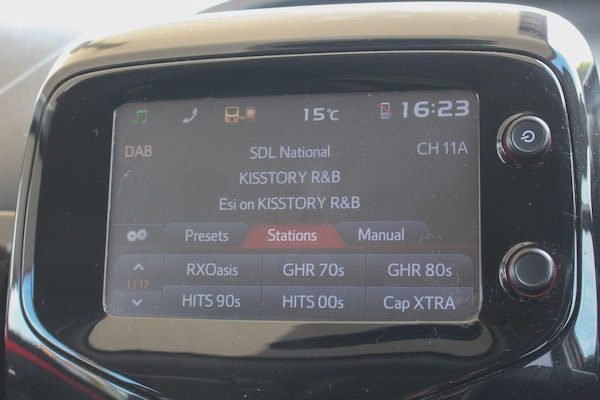 15°C 16:23
DAB SDL National CH 11A
KISSTORY R&B
Esi on KISSTORY R&B
Presets Stations Manual
RXOasis GHR 70s GHR 80s
1/17
HITS 90s HITS 00s Cap XTRA